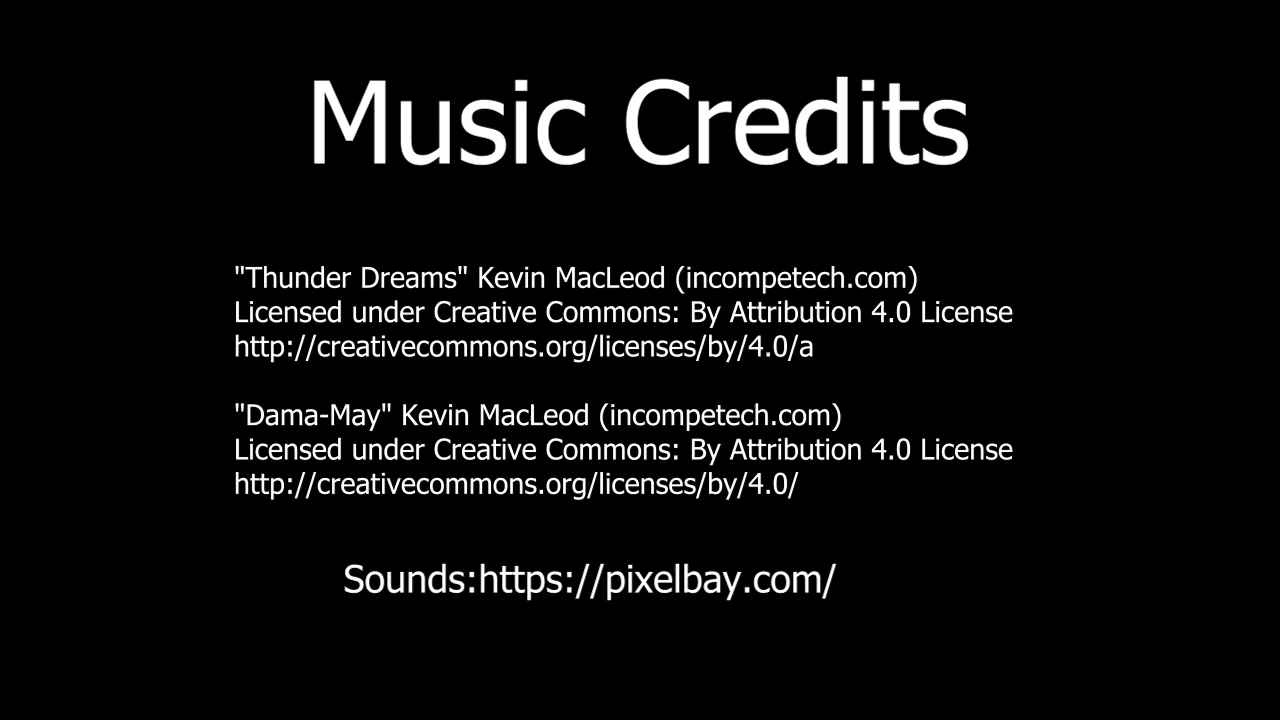 Music Credits
"Thunder Dreams" Kevin MacLeod (incompetech.com)
Licensed under Creative Commons: By Attribution 4.0 License
http://creativecommons.org/licenses/by/4.0/a
"Dama-May" Kevin MacLeod (incompetech.com)
Licensed under Creative Commons: By Attribution 4.0 License
http://creativecommons.org/licenses/by/4.0/
Sounds:https://pixelbay.com/